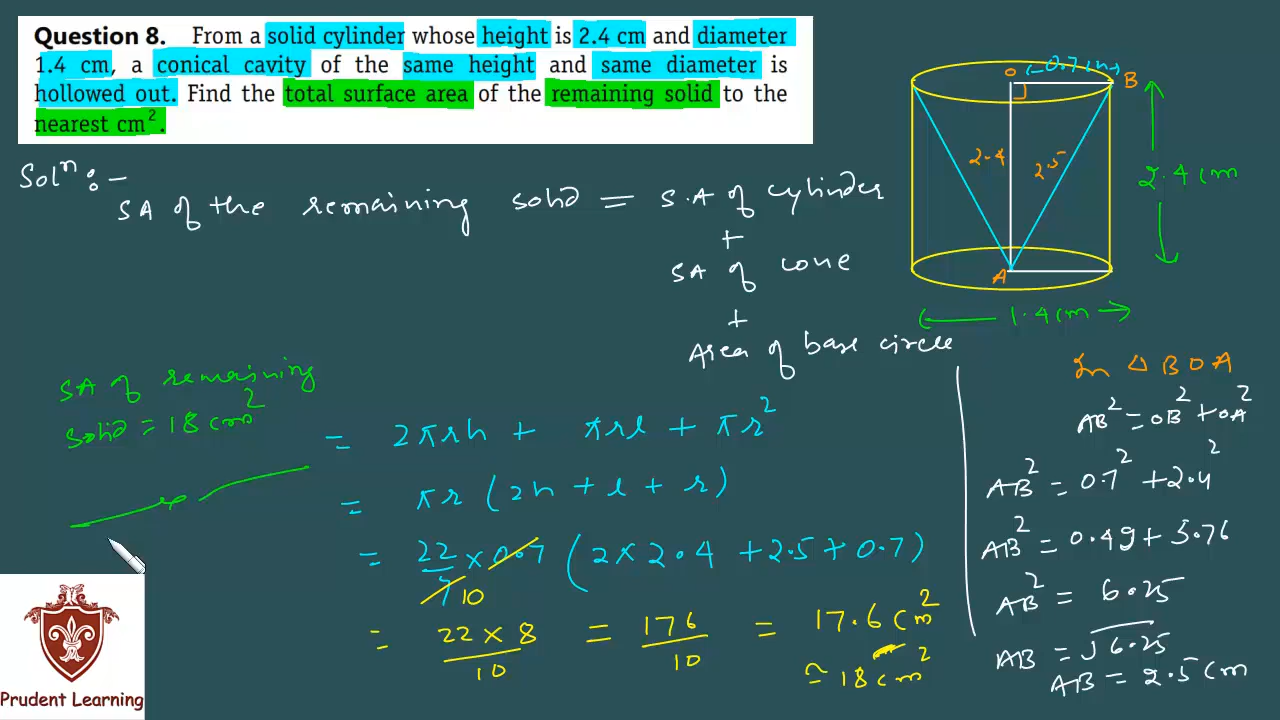 Question 8. From a solid cylinder whose height is 2.4 cm and diameter
1.4 cm, a conical cavity of the same height and same diameter is
hollowed out. Find the total surface area of the remaining solid to the
nearest cm².
Solⁿ :-
SA of the remaining solid = S.A of cylinder
+
SA of cone
+
Area of base circle
= 2πrh + πrl + πr²
= πr (2h + l + r)
= 22/7 × 0.7 (2 × 2.4 + 2.5 + 0.7)
10
= 22 × 8 / 10 = 176 / 10 = 17.6 cm²
≅ 18 cm²
SA of remaining
solid = 18 cm²
O 0.7 cm B
2.4 2.5
2.4 cm
A
1.4 cm
In △ B O A
AB² = OB² + OA²
AB² = 0.7² + 2.4²
AB² = 0.49 + 5.76
AB² = 6.25
AB = √6.25
AB = 2.5 cm
Prudent Learning